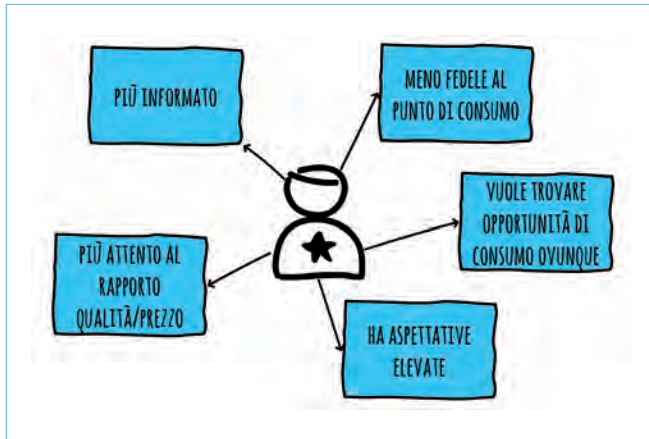 PIÙ INFORMATO
MENO FEDELE AL
PUNTO DI CONSUMO
VUOLE TROVARE
OPPORTUNITÀ DI
CONSUMO OVUNQUE
PIÙ ATTENTO AL
RAPPORTO
QUALITÀ/PREZZO
HA ASPETTATIVE
ELEVATE